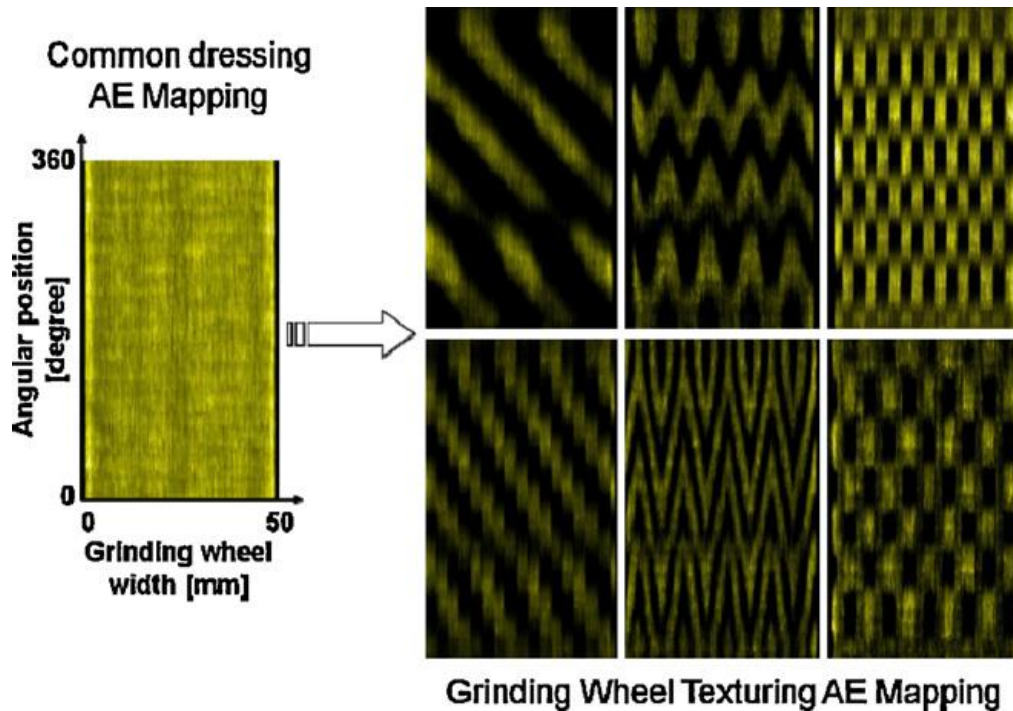 Common dressing
AE Mapping
360
Angular position
[degree]
0
0
50
Grinding wheel
width [mm]
Grinding Wheel Texturing AE Mapping